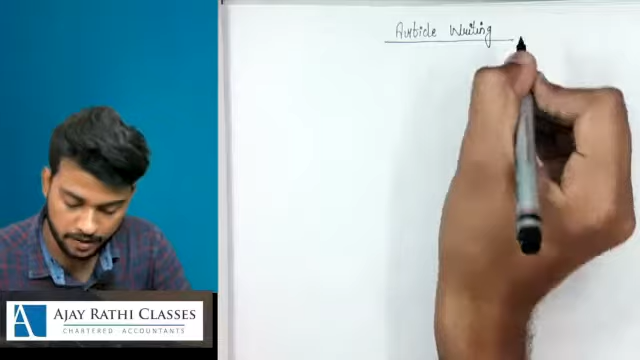 Article Writing
AJAY RATHI CLASSES
CHARTERED ACCOUNTANTS